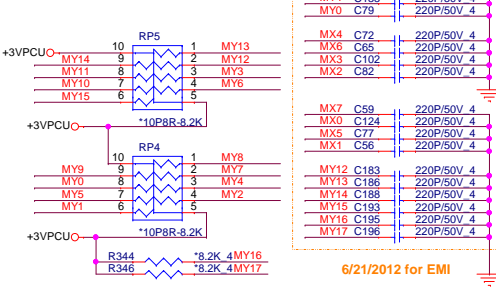 MY0 C79 220P/50V_4
MX4 C72 220P/50V_4
MX6 C65 220P/50V_4
MX3 C102 220P/50V_4
MX2 C82 220P/50V_4
MX7 C59 220P/50V_4
MX0 C124 220P/50V_4
MX5 C77 220P/50V_4
MX1 C56 220P/50V_4
MY12 C183 220P/50V_4
MY13 C186 220P/50V_4
MY14 C188 220P/50V_4
MY15 C193 220P/50V_4
MY16 C195 220P/50V_4
MY17 C196 220P/50V_4
6/21/2012 for EMI
RP5
+3VPCU 10 1 MY13
MY14 9 2 MY12
MY11 8 3 MY3
MY10 7 4 MY6
MY15 6 5
+3VPCU *10P8R-8.2K
RP4
10 1 MY8
MY9 9 2 MY7
MY0 8 3 MY4
MY5 7 4 MY2
MY1 6 5
+3VPCU *10P8R-8.2K
R344 *8.2K_4 MY16
R346 *8.2K_4 MY17